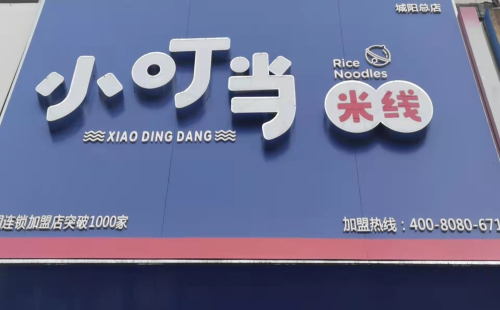 城阳总店
小叮当
Rice
Noodles
米线
XIAO DING DANG
国连锁加盟店突破1000家
加盟热线：400-8080-671